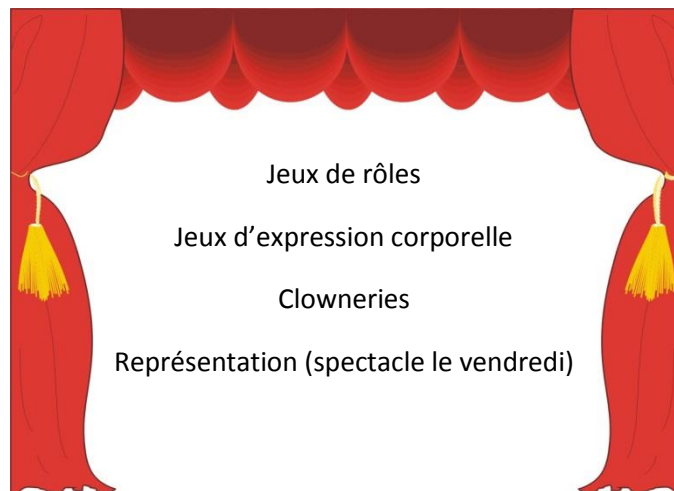 Jeux de rôles
Jeux d’expression corporelle
Clowneries
Représentation (spectacle le vendredi)